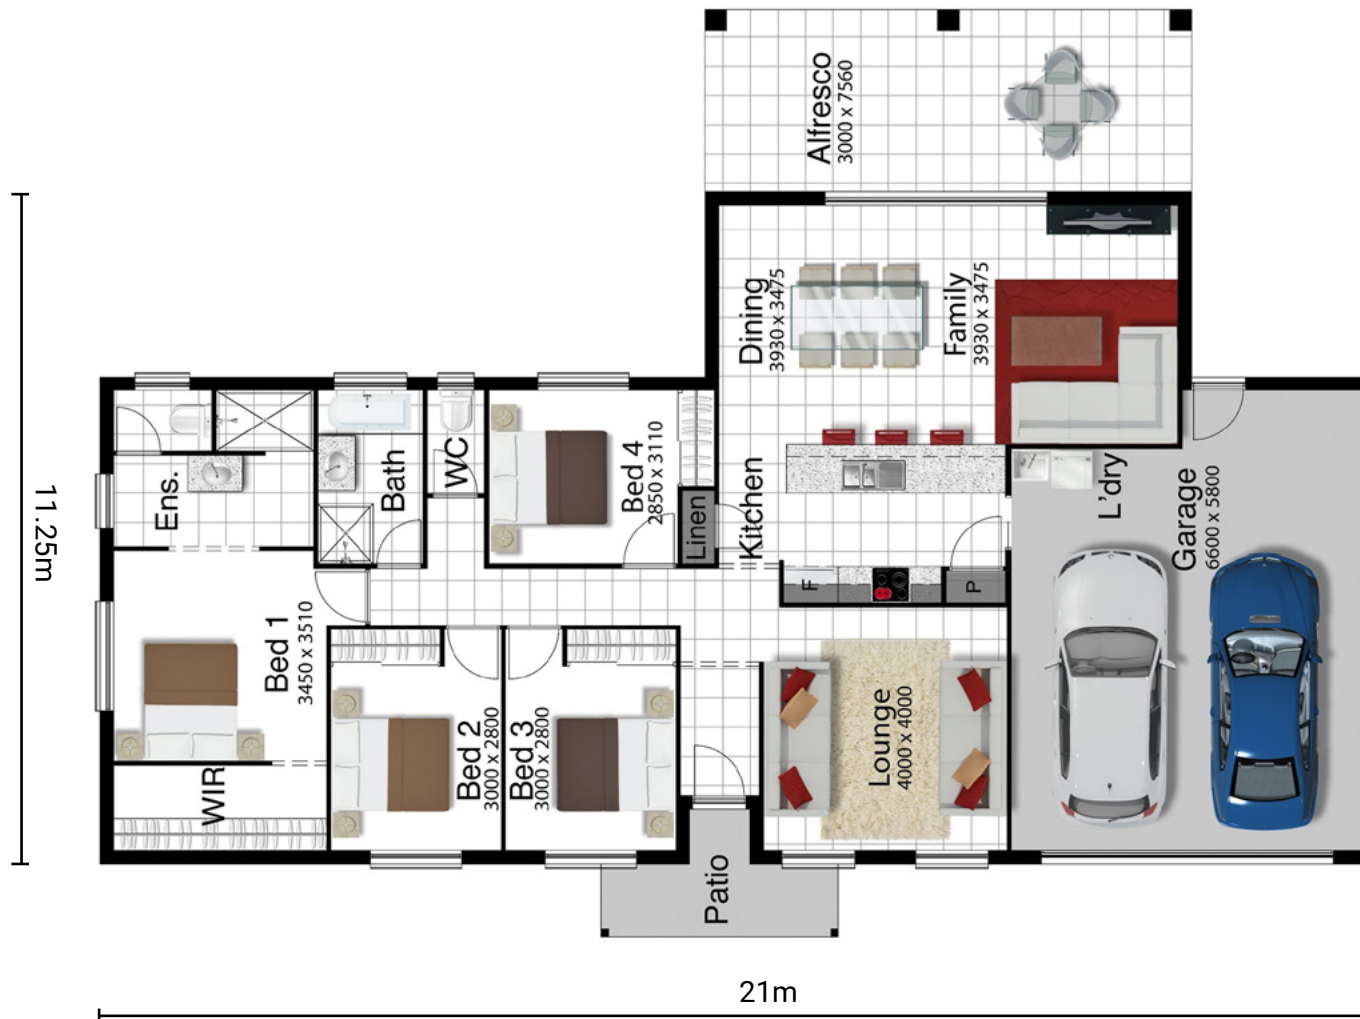 Alfresco
3000 x 7560
Dining
3930 x 3475
Family
3930 x 3475
Ens.
Bath
WC
Bed 4
2850 x 3110
Linen
Kitchen
L'dry
Garage
6600 x 5800
F
P
11.25m
Bed 1
3450 x 3510
WIR
Bed 2
3000 x 2800
Bed 3
3000 x 2800
Lounge
4000 x 4000
Patio
21m